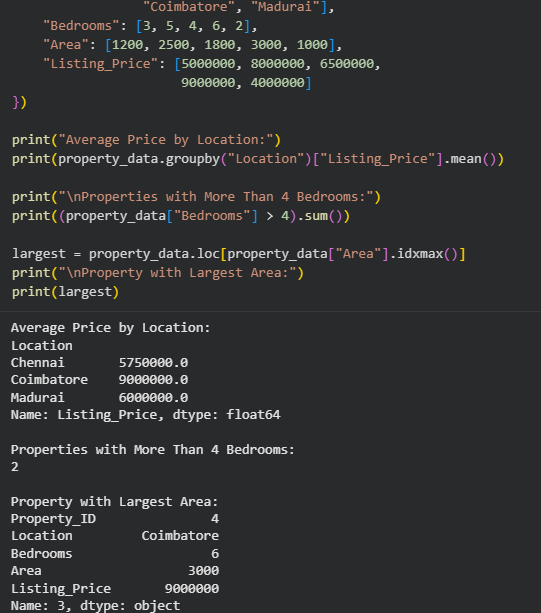 "Coimbatore", "Madurai"],
"Bedrooms": [3, 5, 4, 6, 2],
"Area": [1200, 2500, 1800, 3000, 1000],
"Listing_Price": [5000000, 8000000, 6500000,
9000000, 4000000]
})
print("Average Price by Location:")
print(property_data.groupby("Location")["Listing_Price"].mean())
print("\nProperties with More Than 4 Bedrooms:")
print((property_data["Bedrooms"] > 4).sum())
largest = property_data.loc[property_data["Area"].idxmax()]
print("\nProperty with Largest Area:")
print(largest)
Average Price by Location:
Location
Chennai 5750000.0
Coimbatore 9000000.0
Madurai 6000000.0
Name: Listing_Price, dtype: float64
Properties with More Than 4 Bedrooms:
2
Property with Largest Area:
Property_ID 4
Location Coimbatore
Bedrooms 6
Area 3000
Listing_Price 9000000
Name: 3, dtype: object